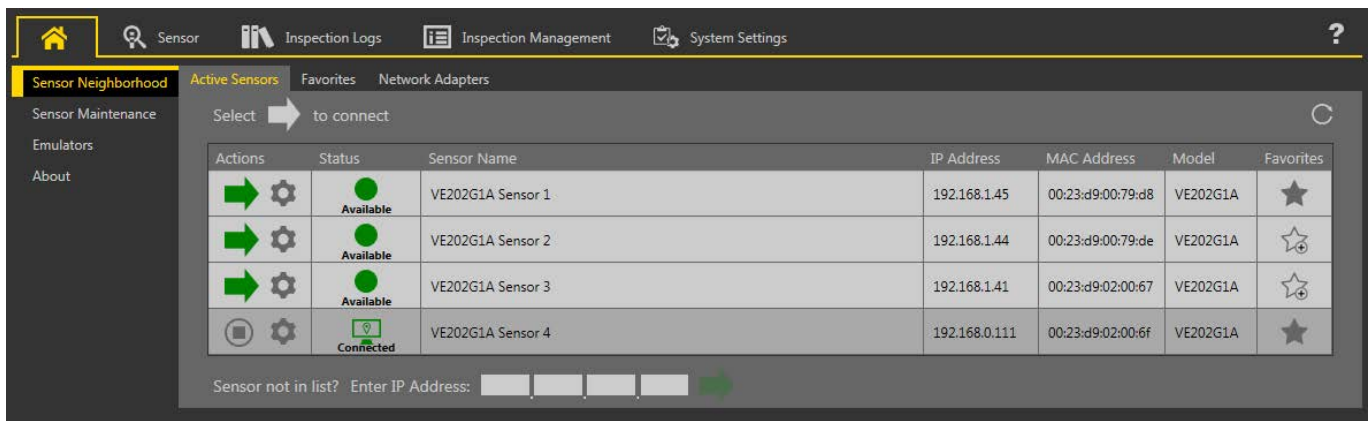 Sensor Inspection Logs Inspection Management System Settings ?
Sensor Neighborhood Active Sensors Favorites Network Adapters
Sensor Maintenance Select to connect
Emulators
About
Actions Status Sensor Name IP Address MAC Address Model Favorites
Available VE202G1A Sensor 1 192.168.1.45 00:23:d9:00:79:d8 VE202G1A
Available VE202G1A Sensor 2 192.168.1.44 00:23:d9:00:79:de VE202G1A
Available VE202G1A Sensor 3 192.168.1.41 00:23:d9:02:00:67 VE202G1A
Connected VE202G1A Sensor 4 192.168.0.111 00:23:d9:02:00:6f VE202G1A
Sensor not in list? Enter IP Address: . . .